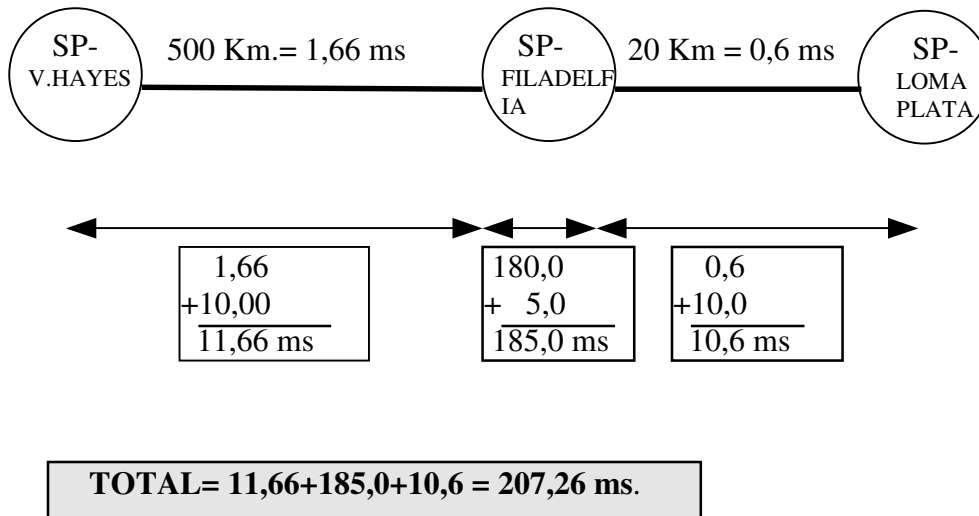 SP-
V.HAYES
500 Km.= 1,66 ms
SP-
FILADELF
IA
20 Km = 0,6 ms
SP-
LOMA
PLATA
1,66
+10,00
11,66 ms
180,0
+ 5,0
185,0 ms
0,6
+10,0
10,6 ms
TOTAL= 11,66+185,0+10,6 = 207,26 ms.